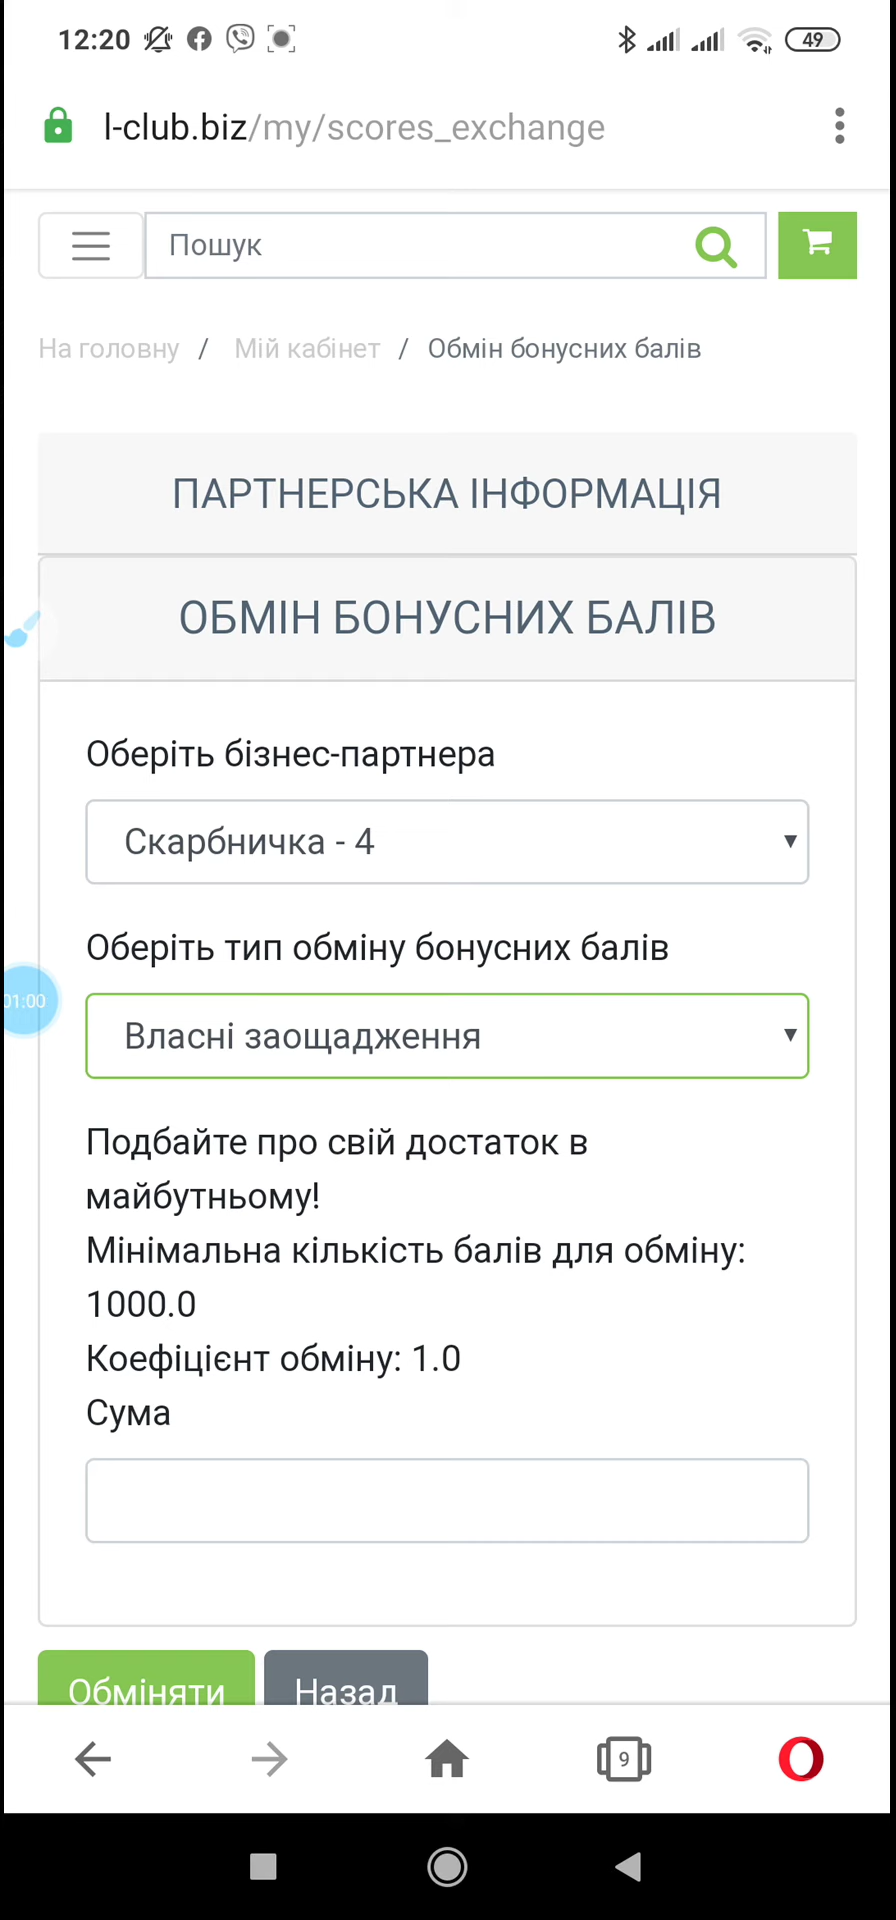 12:20
49
l-club.biz/my/scores_exchange
Пошук
На головну / Мій кабінет / Обмін бонусних балів
ПАРТНЕРСЬКА ІНФОРМАЦІЯ
ОБМІН БОНУСНИХ БАЛІВ
Оберіть бізнес-партнера
Скарбничка - 4
Оберіть тип обміну бонусних балів
01:00
Власні заощадження
Подбайте про свій достаток в
майбутньому!
Мінімальна кількість балів для обміну:
1000.0
Коефіцієнт обміну: 1.0
Сума
Обміняти Назад
9